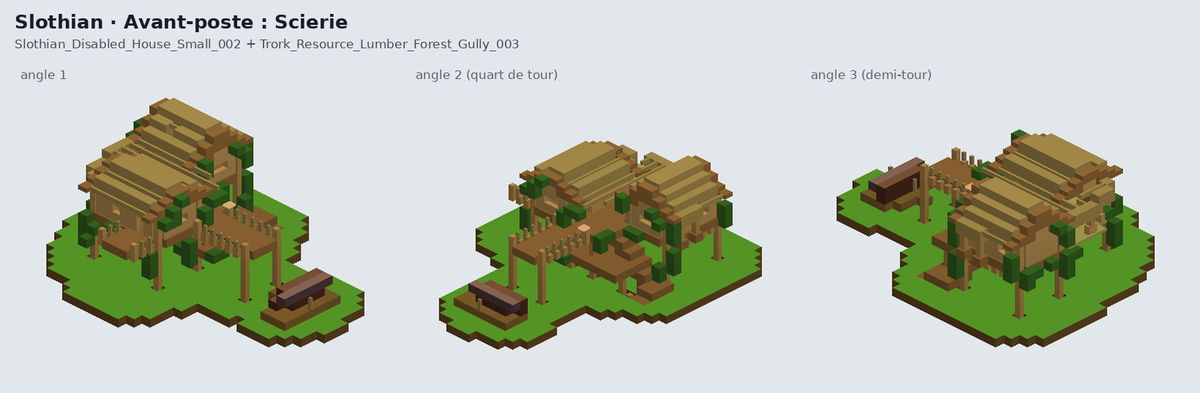 Slothian · Avant-poste : Scierie
Slothian_Disabled_House_Small_002 + Trork_Resource_Lumber_Forest_Gully_003
angle 1
angle 2 (quart de tour)
angle 3 (demi-tour)